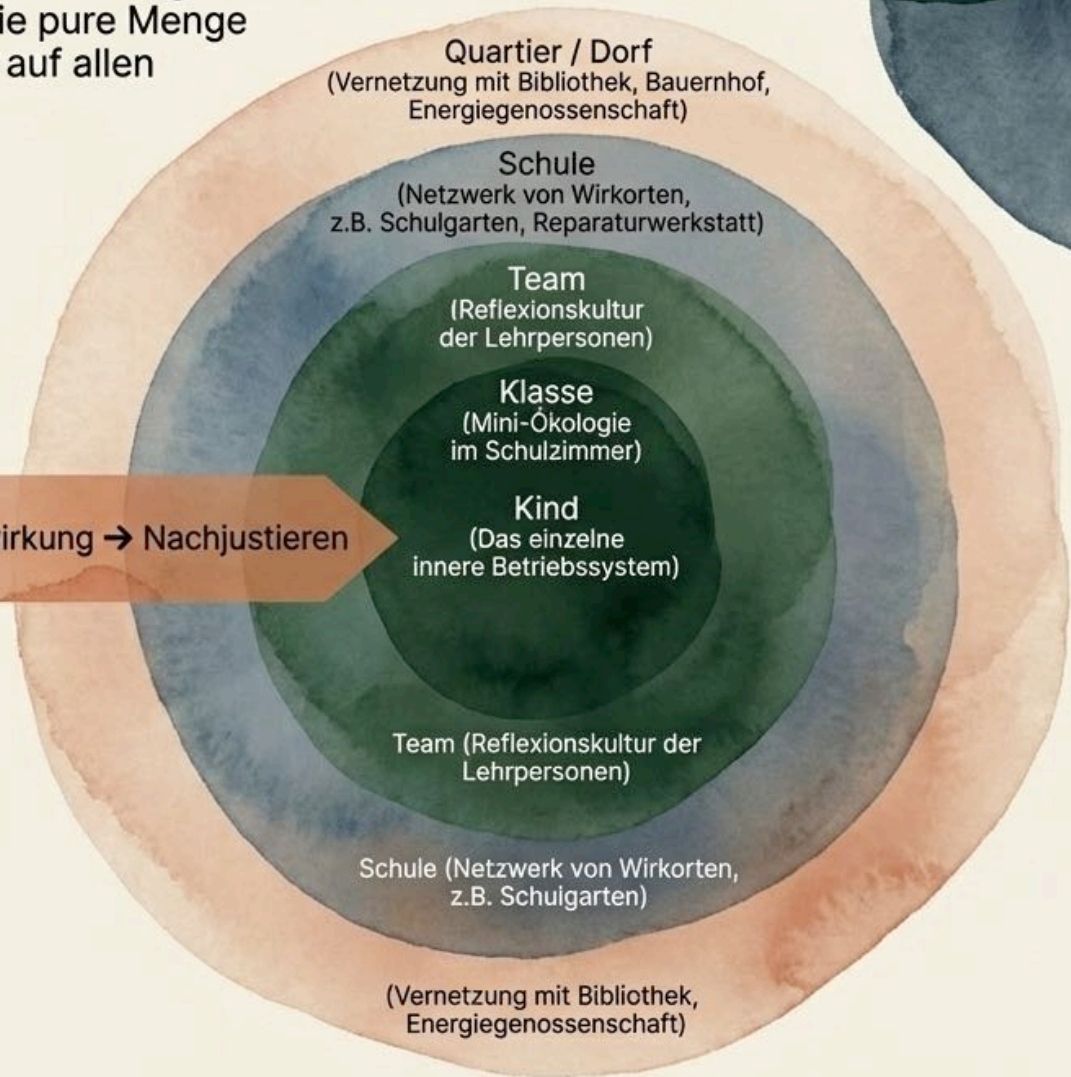 ie pure Menge
auf allen
Quartier / Dorf
(Vernetzung mit Bibliothek, Bauernhof,
Energiegenossenschaft)
Schule
(Netzwerk von Wirkorten,
z.B. Schulgarten, Reparaturwerkstatt)
Team
(Reflexionskultur
der Lehrpersonen)
Klasse
(Mini-Ökologie
im Schulzimmer)
Kind
(Das einzelne
innere Betriebssystem)
irkung → Nachjustieren
Team (Reflexionskultur der
Lehrpersonen)
Schule (Netzwerk von Wirkorten,
z.B. Schuigarten)
(Vernetzung mit Bibliothek,
Energiegenossenschaft)